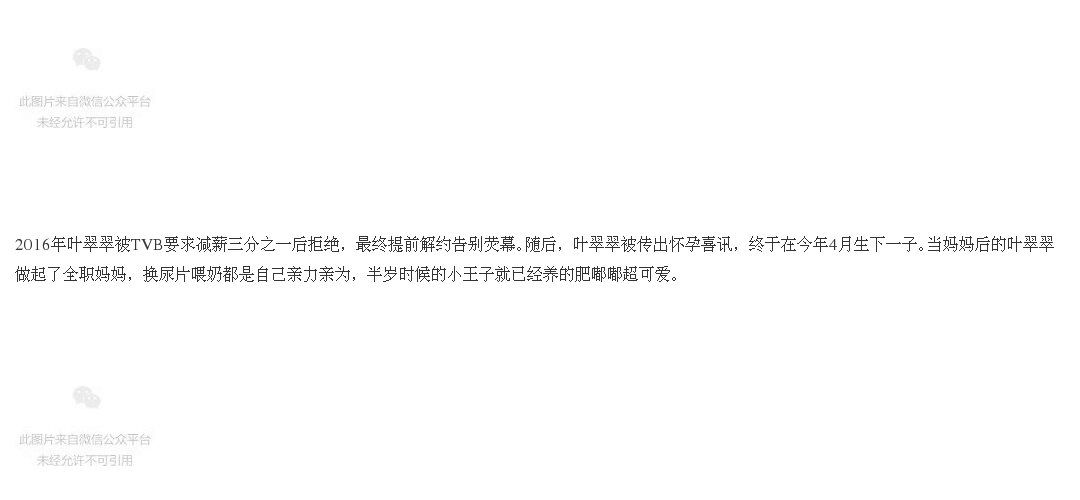 此图片来自微信公众平台
未经允许不可引用
2016年叶翠翠被TVB要求减薪三分之一后拒绝，最终提前解约告别荧幕。随后，叶翠翠被传出怀孕喜讯，终于在今年4月生下一子。当妈妈后的叶翠翠
做起了全职妈妈，换尿片喂奶都是自己亲力亲为，半岁时候的小王子就已经养的肥嘟嘟超可爱。
此图片来自微信公众平台
未经允许不可引用